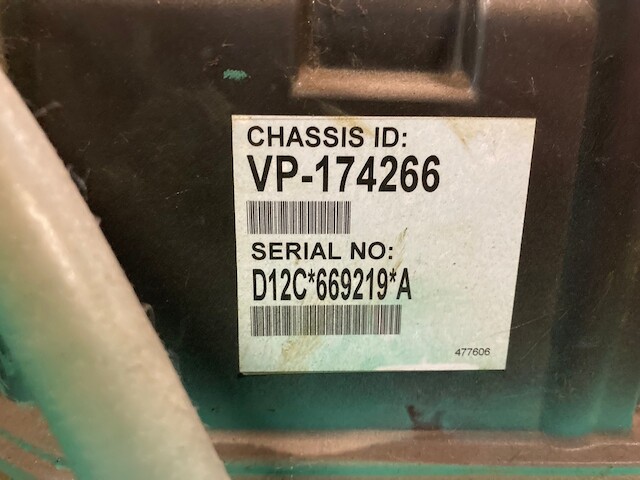 CHASSIS ID:
VP-174266
SERIAL NO:
D12C*669219*A
477606